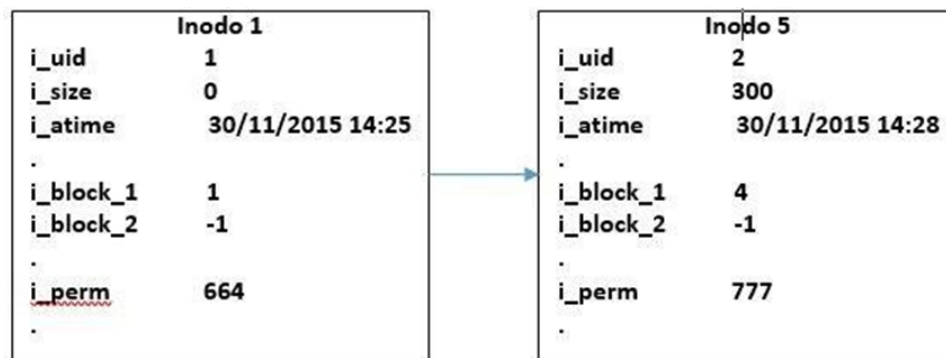 Inodo 1
i_uid 1
i_size 0
i_atime 30/11/2015 14:25
.
i_block_1 1
i_block_2 -1
.
i_perm 664
.
Inodo 5
i_uid 2
i_size 300
i_atime 30/11/2015 14:28
.
i_block_1 4
i_block_2 -1
.
i_perm 777
.